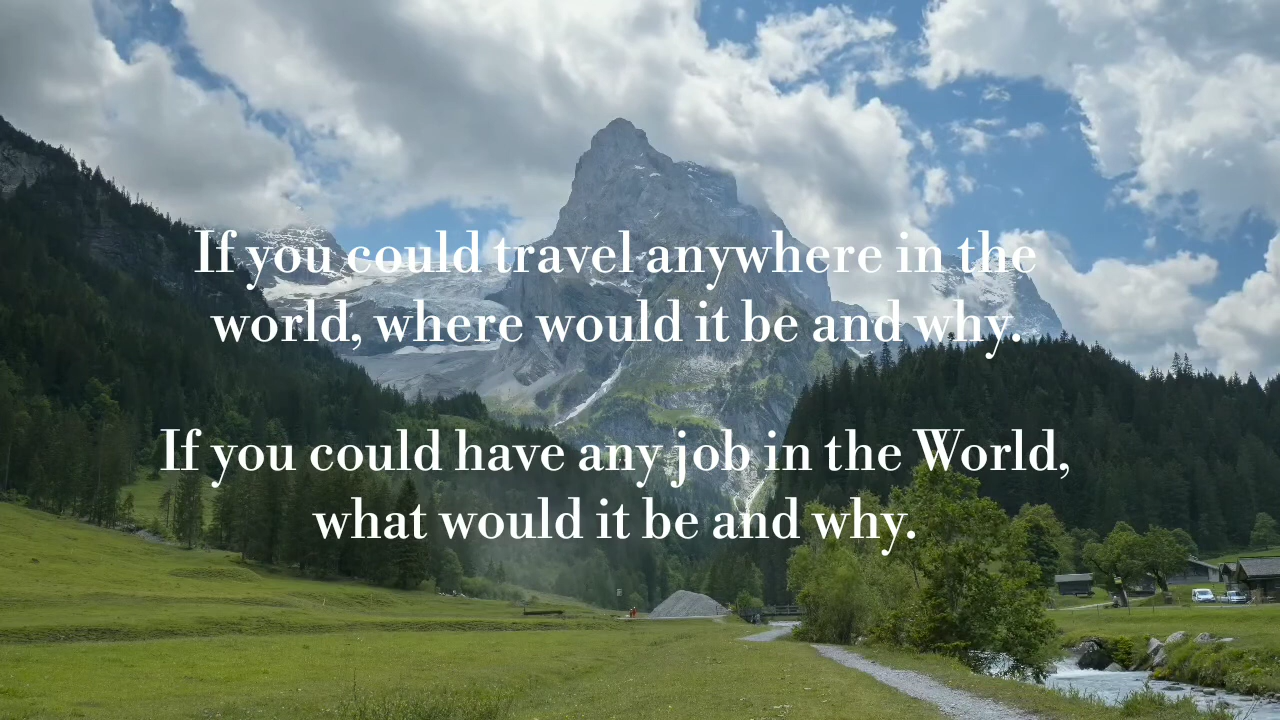 If you could travel anywhere in the
world, where would it be and why.
If you could have any job in the World,
what would it be and why.